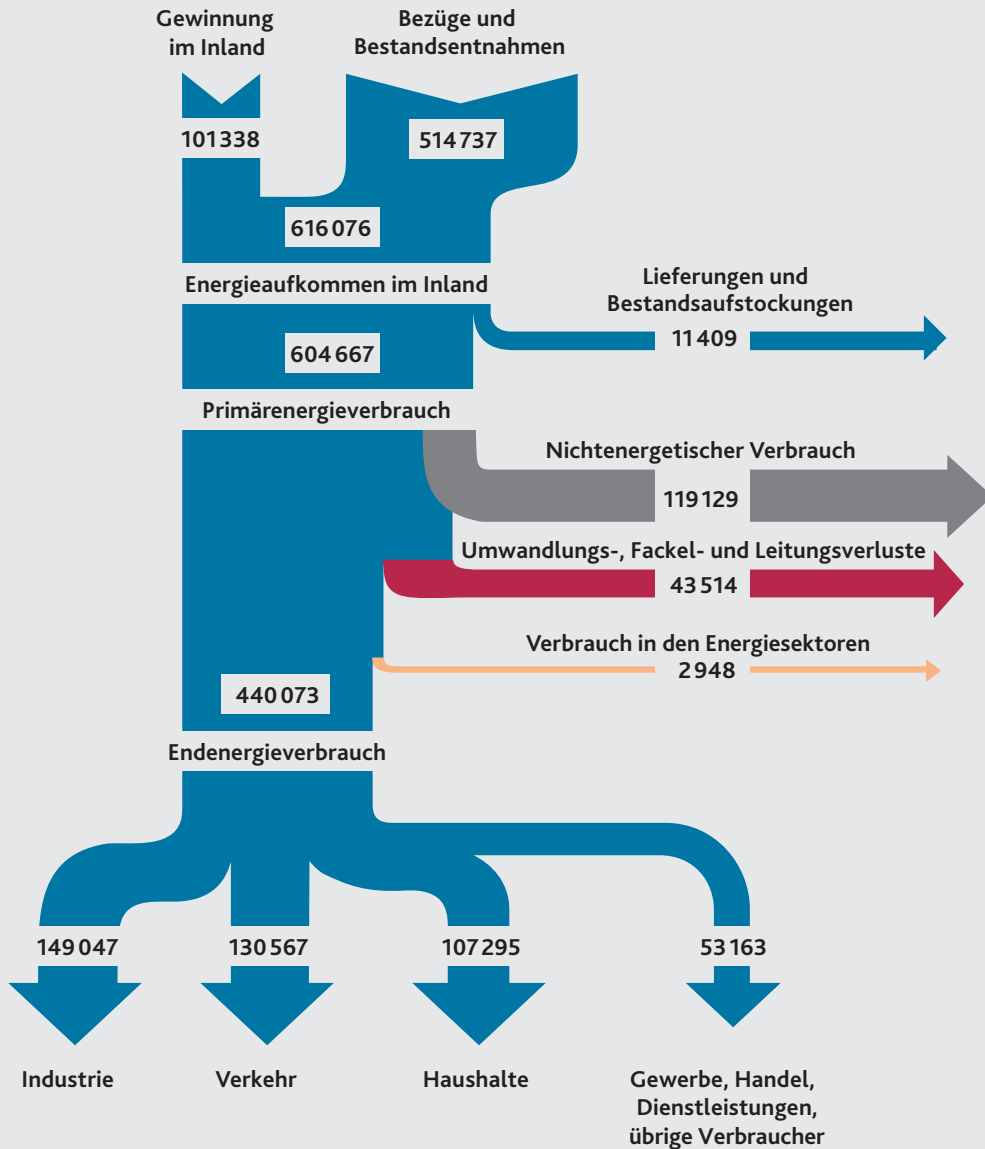 Gewinnung
im Inland
Bezüge und
Bestandsentnahmen
101 338
514 737
616 076
Energieaufkommen im Inland
Lieferungen und
Bestandsaufstockungen
11 409
604 667
Primärenergieverbrauch
Nichtenergetischer Verbrauch
119 129
Umwandlungs-, Fackel- und Leitungsverluste
43 514
Verbrauch in den Energiesektoren
2 948
440 073
Endenergieverbrauch
149 047
130 567
107 295
53 163
Industrie
Verkehr
Haushalte
Gewerbe, Handel,
Dienstleistungen,
übrige Verbraucher